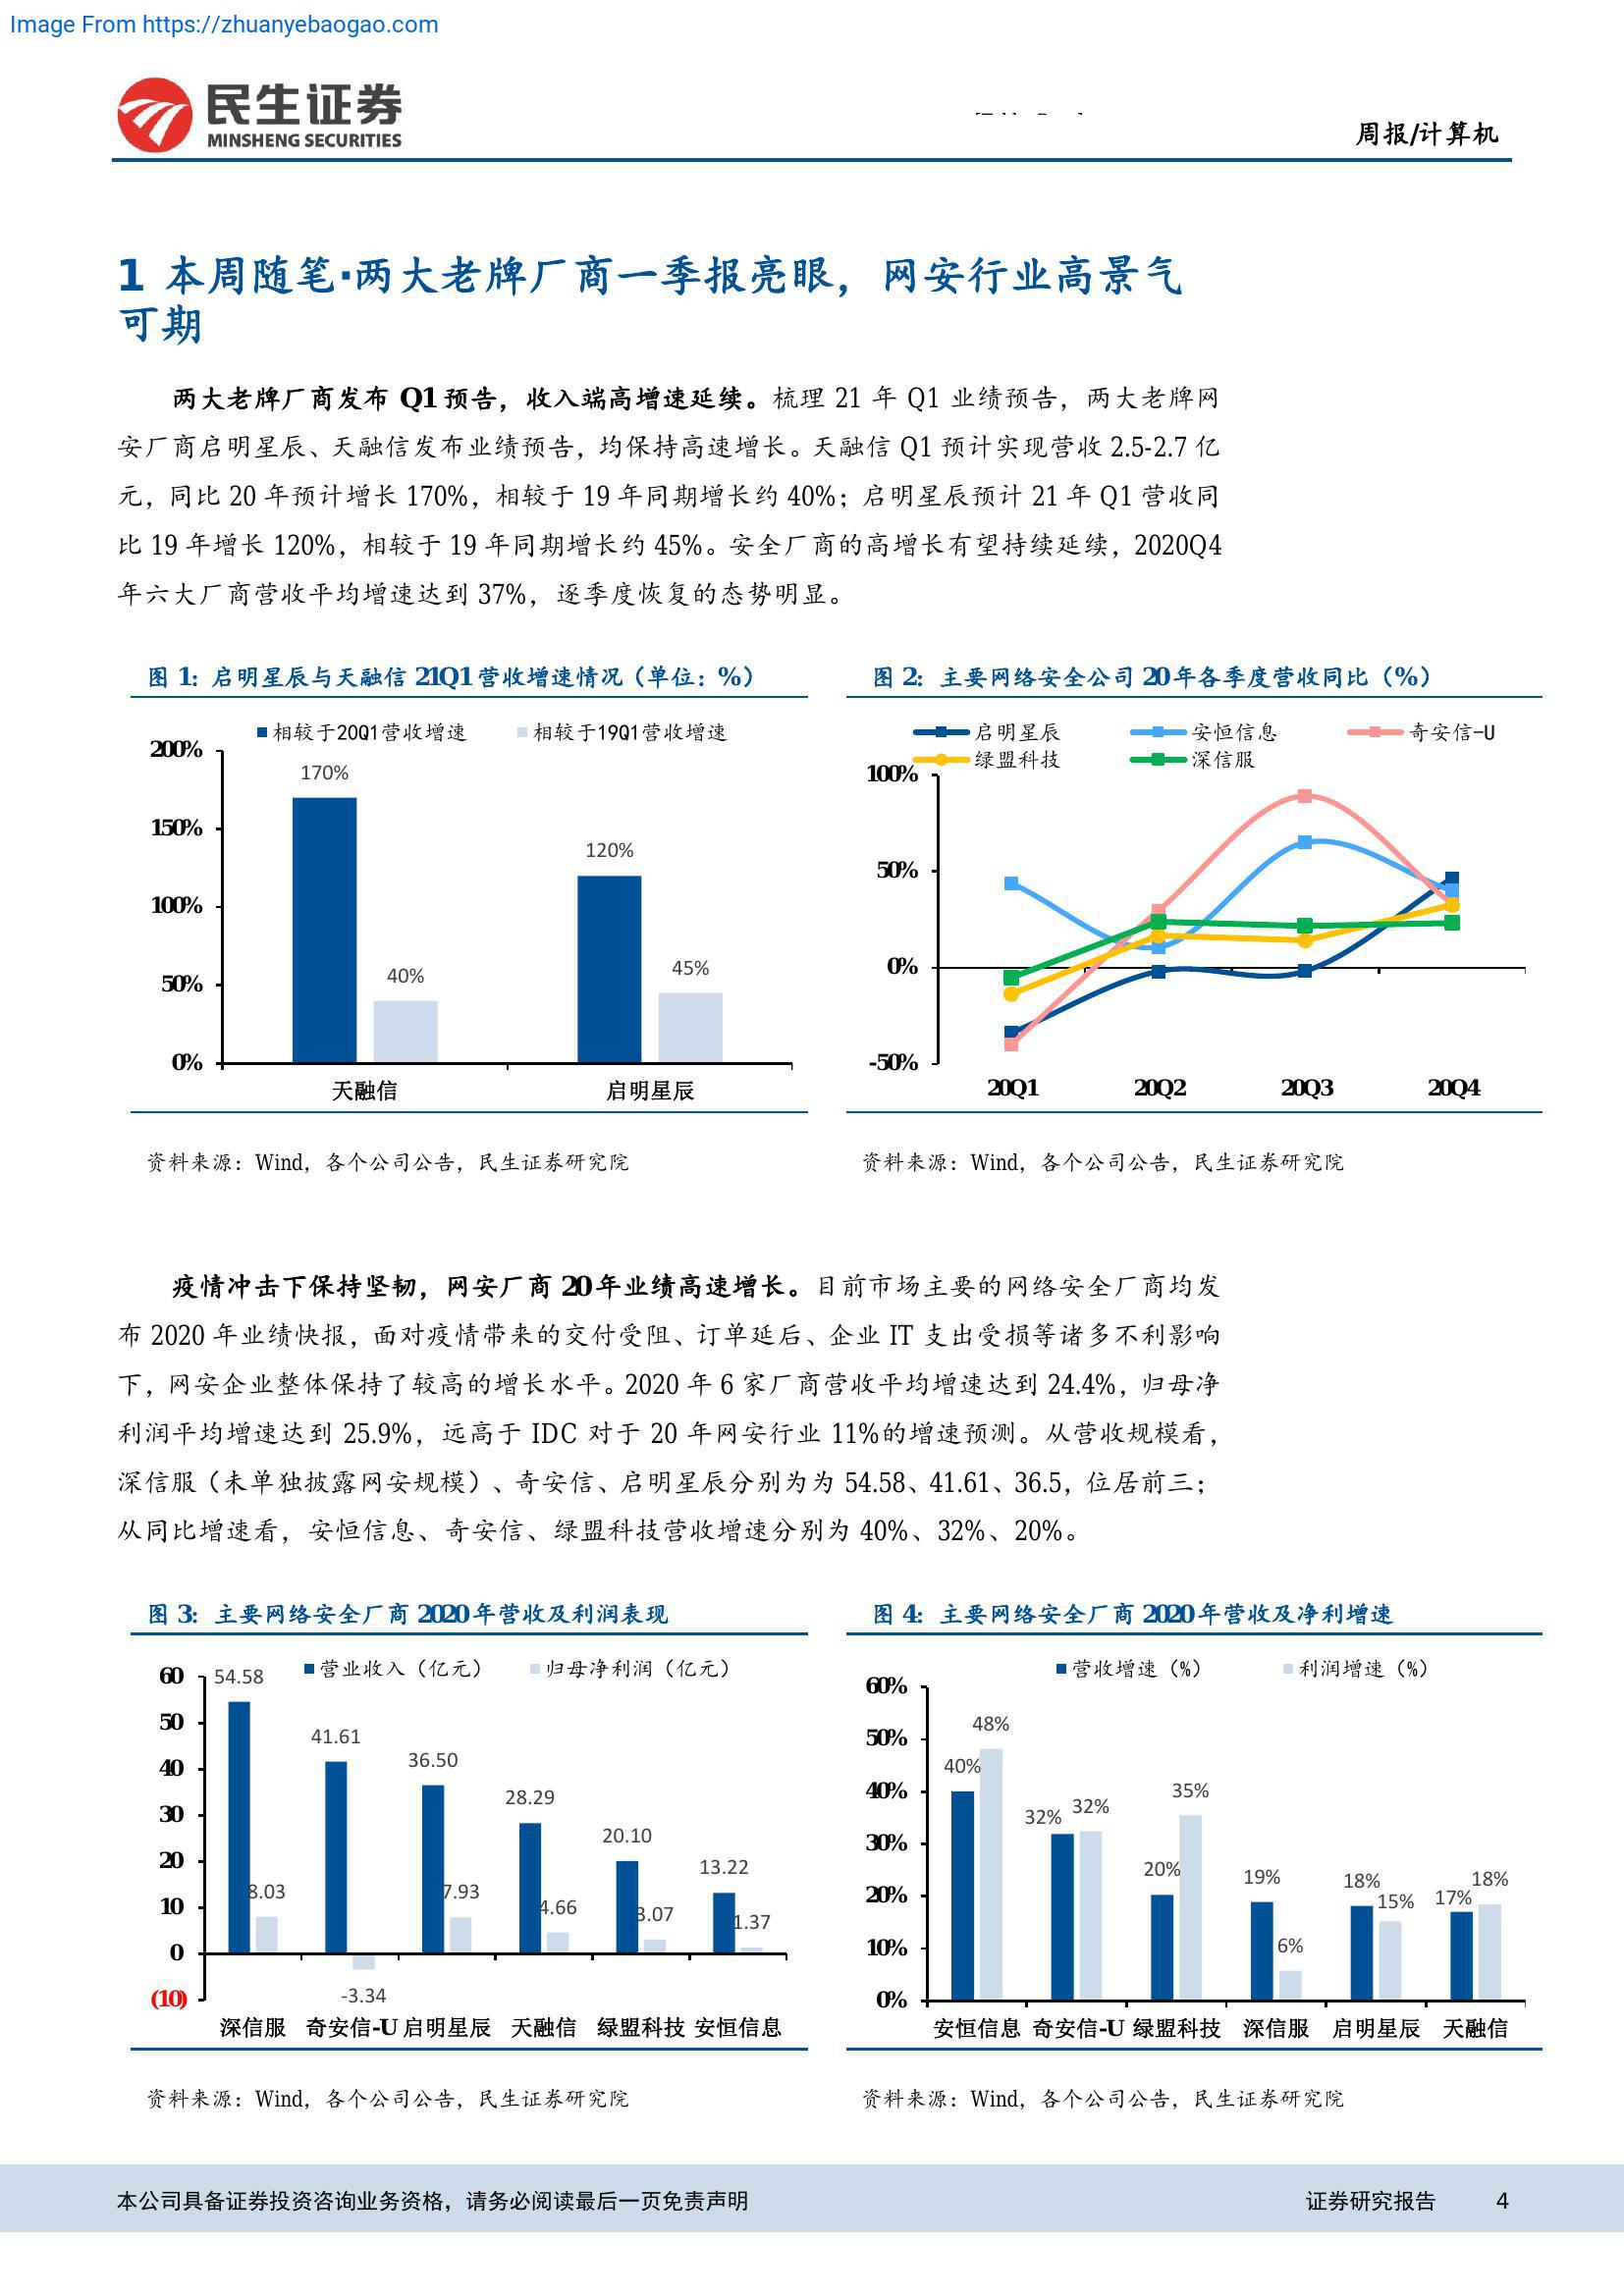 Image From https://zhuanyebaogao.com
民生证券
MINSHENG SECURITIES
周报/计算机
1 本周随笔·两大老牌厂商一季报亮眼，网安行业高景气
可期
两大老牌厂商发布 Q1 预告，收入端高增速延续。梳理 21 年 Q1 业绩预告，两大老牌网
安厂商启明星辰、天融信发布业绩预告，均保持高速增长。天融信 Q1 预计实现营收 2.5-2.7 亿
元，同比 20 年预计增长 170%，相较于 19 年同期增长约 40%；启明星辰预计 21 年 Q1 营收同
比 19 年增长 120%，相较于 19 年同期增长约 45%。安全厂商的高增长有望持续延续，2020Q4
年六大厂商营收平均增速达到 37%，逐季度恢复的态势明显。
图 1: 启明星辰与天融信 21Q1 营收增速情况（单位：%）
相较于20Q1营收增速
相较于19Q1营收增速
200%
150%
100%
50%
0%
170%
40%
120%
45%
天融信
启明星辰
资料来源：Wind，各个公司公告，民生证券研究院
图 2: 主要网络安全公司 20 年各季度营收同比（%）
启明星辰
安恒信息
奇安信-U
绿盟科技
深信服
100%
50%
0%
-50%
20Q1
20Q2
20Q3
20Q4
资料来源：Wind，各个公司公告，民生证券研究院
疫情冲击下保持坚韧，网安厂商 20 年业绩高速增长。目前市场主要的网络安全厂商均发
布 2020 年业绩快报，面对疫情带来的交付受阻、订单延后、企业 IT 支出受损等诸多不利影响
下，网安企业整体保持了较高的增长水平。2020 年 6 家厂商营收平均增速达到 24.4%，归母净
利润平均增速达到 25.9%，远高于 IDC 对于 20 年网安行业 11%的增速预测。从营收规模看，
深信服（未单独披露网安规模）、奇安信、启明星辰分别为为 54.58、41.61、36.5，位居前三；
从同比增速看，安恒信息、奇安信、绿盟科技营收增速分别为 40%、32%、20%。
图 3: 主要网络安全厂商 2020 年营收及利润表现
营业收入（亿元）
归母净利润（亿元）
60
50
40
30
20
10
0
(10)
54.58
8.03
41.61
-3.34
36.50
7.93
28.29
4.66
20.10
3.07
13.22
1.37
深信服
奇安信-U
启明星辰
天融信
绿盟科技
安恒信息
资料来源：Wind，各个公司公告，民生证券研究院
图 4: 主要网络安全厂商 2020 年营收及净利增速
营收增速（%）
利润增速（%）
60%
50%
40%
30%
20%
10%
0%
40%
48%
32%
32%
20%
35%
19%
6%
18%
15%
17%
18%
安恒信息
奇安信-U
绿盟科技
深信服
启明星辰
天融信
资料来源：Wind，各个公司公告，民生证券研究院
本公司具备证券投资咨询业务资格，请务必阅读最后一页免责声明
证券研究报告
4